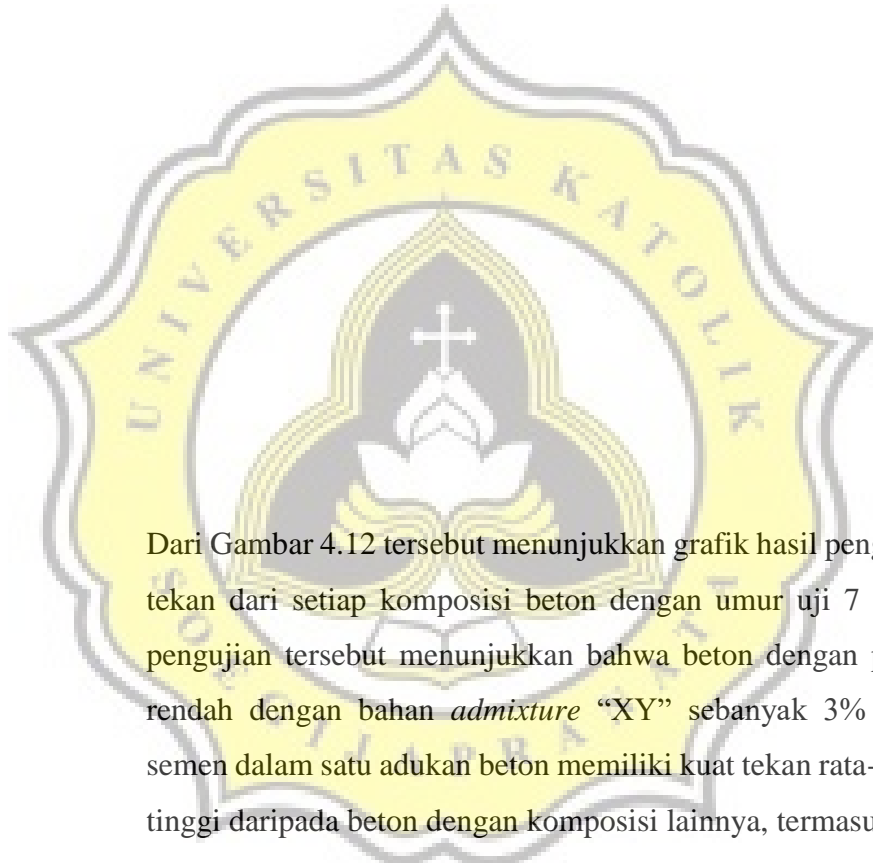 UNIVERSITAS KATOLIK
SOEGIJAPRANATA
Dari Gambar 4.12 tersebut menunjukkan grafik hasil peng
tekan dari setiap komposisi beton dengan umur uji 7
pengujian tersebut menunjukkan bahwa beton dengan p
rendah dengan bahan admixture “XY” sebanyak 3%
semen dalam satu adukan beton memiliki kuat tekan rata-
tinggi daripada beton dengan komposisi lainnya, termasu